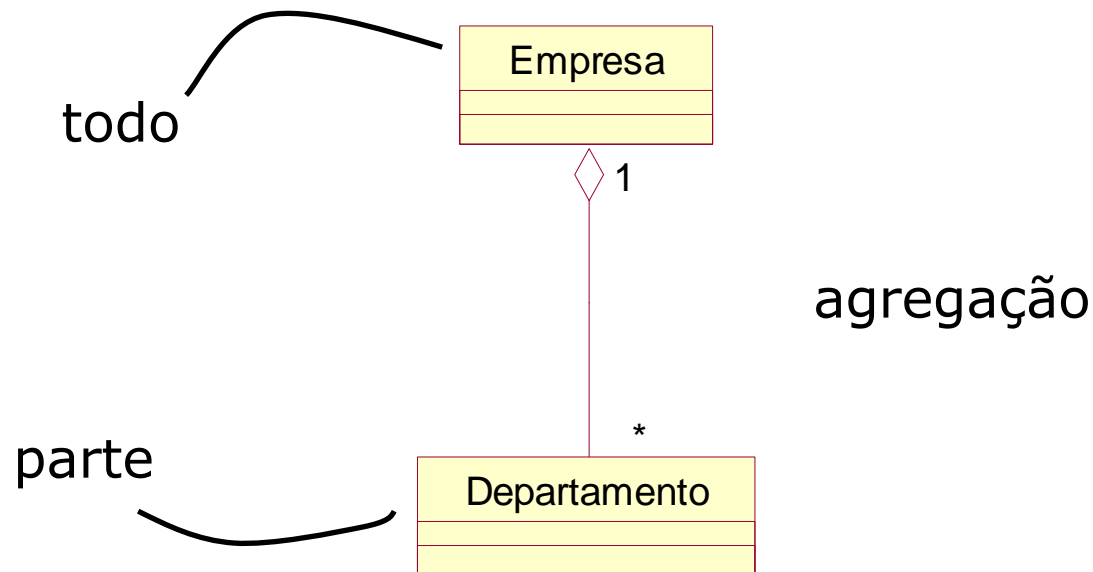 Empresa
todo
1
agregação
*
parte
Departamento